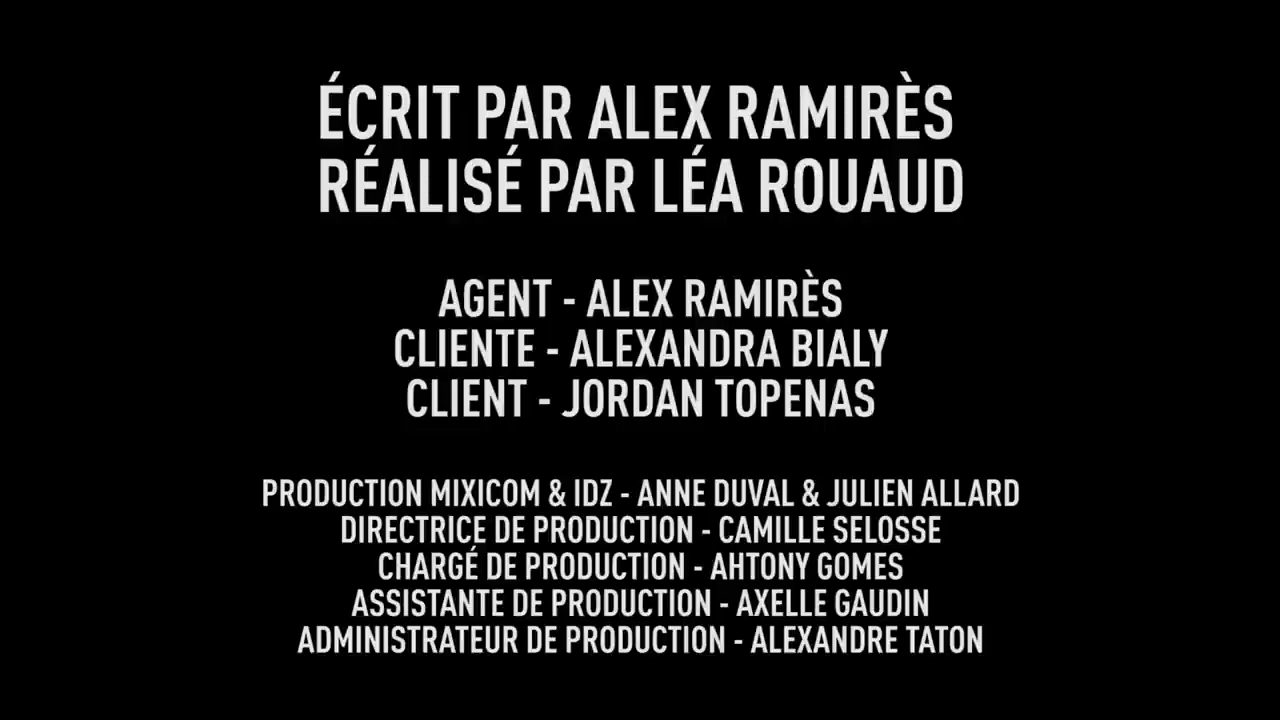 ÉCRIT PAR ALEX RAMIRÈS
RÉALISÉ PAR LÉA ROUAUD
AGENT - ALEX RAMIRÈS
CLIENTE - ALEXANDRA BIALY
CLIENT - JORDAN TOPENAS
PRODUCTION MIXICOM & IDZ - ANNE DUVAL & JULIEN ALLARD
DIRECTRICE DE PRODUCTION - CAMILLE SELOSSE
CHARGÉ DE PRODUCTION - AHTONY GOMES
ASSISTANTE DE PRODUCTION - AXELLE GAUDIN
ADMINISTRATEUR DE PRODUCTION - ALEXANDRE TATON